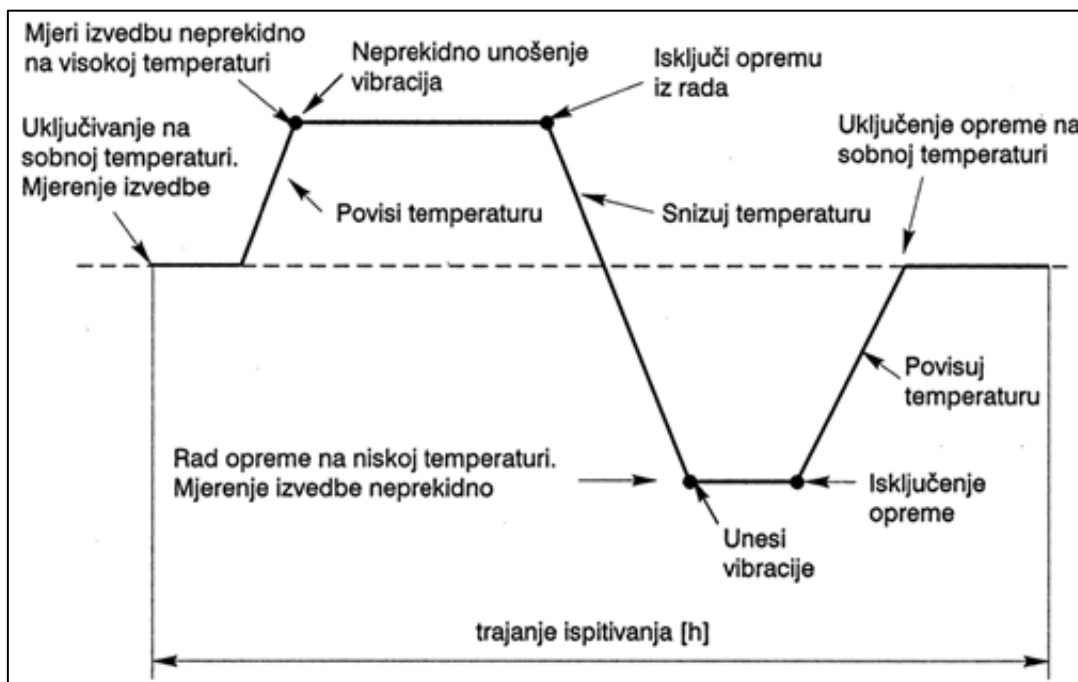 Mjeri izvedbu neprekidno
na visokoj temperaturi
Neprekidno unošenje
vibracija
Isključi opremu
iz rada
Uključivanje na
sobnoj temperaturi.
Mjerenje izvedbe
Uključenje opreme na
sobnoj temperaturi
Povisi temperaturu
Snizuj temperaturu
Povisuj
temperaturu
Rad opreme na niskoj temperaturi.
Mjerenje izvedbe neprekidno
Isključenje
opreme
Unesi
vibracije
trajanje ispitivanja [h]